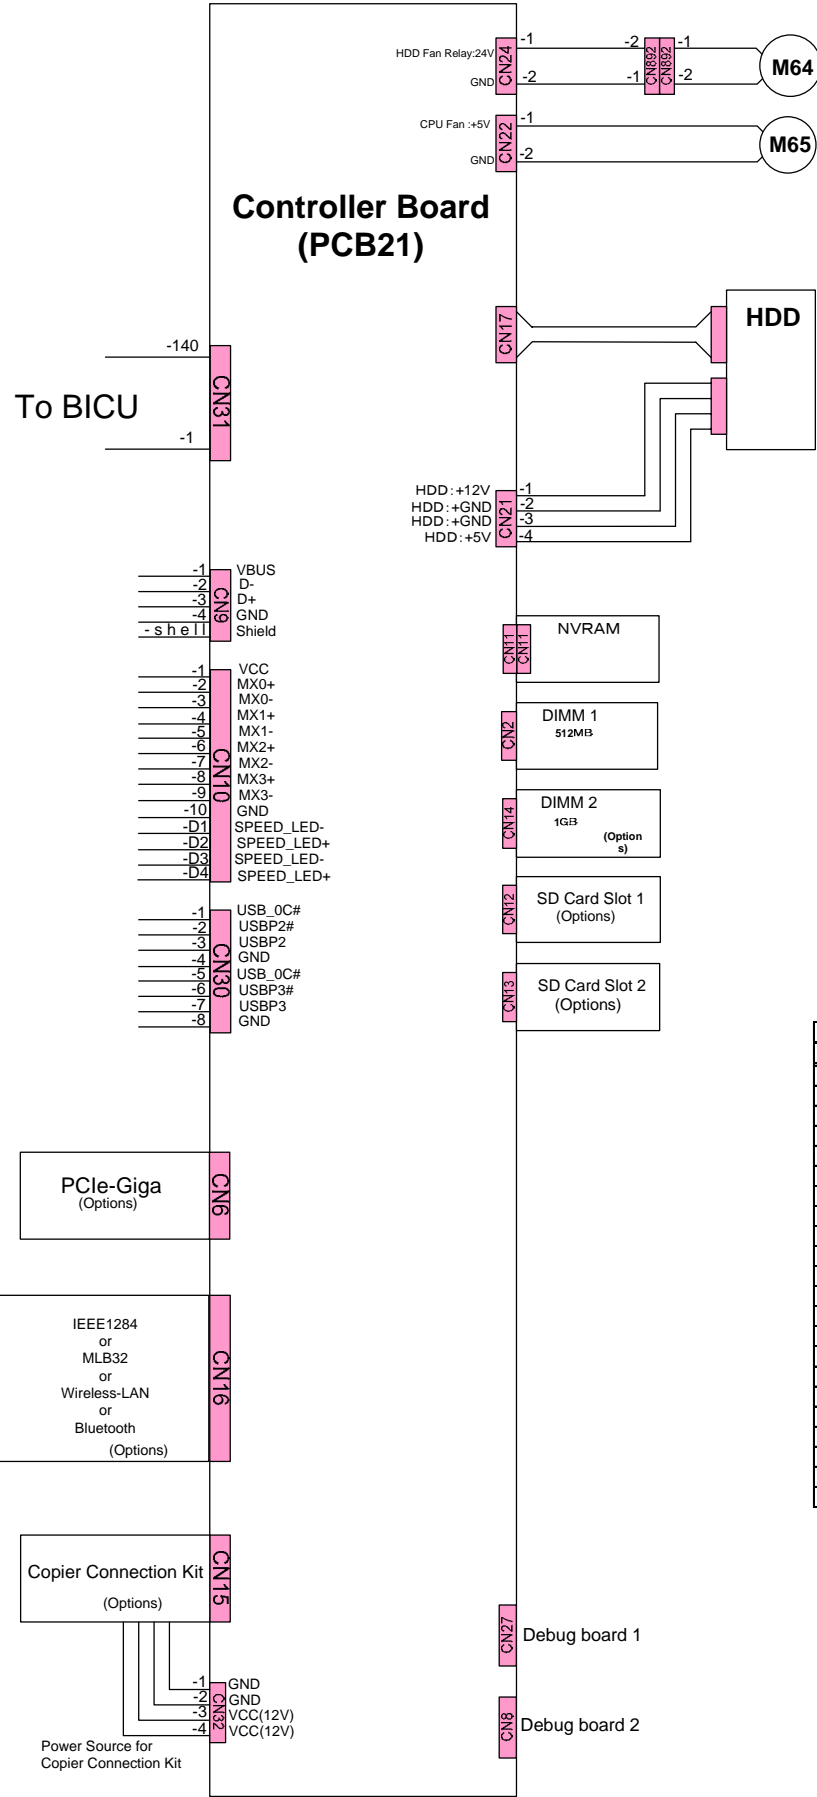 HDD Fan Relay:24V
GND
CN24
-1
-2
-2
-1
CN892
CN892
-1
-2
M64
CPU Fan :+5V
GND
CN22
-1
-2
M65
Controller Board
(PCB21)
CN17
HDD
-140
To BICU
-1
CN31
HDD:+12V
HDD:+GND
HDD:+GND
HDD:+5V
CN21
-1
-2
-3
-4
-1 VBUS
-2 D-
-3 D+
-4 GND
-shell Shield
CN9
CN11
CN11
NVRAM
-1 VCC
-2 MX0+
-3 MX0-
-4 MX1+
-5 MX1-
-6 MX2+
-7 MX2-
-8 MX3+
-9 MX3-
-10 GND
-D1 SPEED_LED-
-D2 SPEED_LED+
-D3 SPEED_LED-
-D4 SPEED_LED+
CN10
CN2
DIMM 1
512MB
CN14
DIMM 2
1GB
(Option
s)
CN12
SD Card Slot 1
(Options)
-1 USB_0C#
-2 USBP2#
-3 USBP2
-4 GND
-5 USB_0C#
-6 USBP3#
-7 USBP3
-8 GND
CN30
CN13
SD Card Slot 2
(Options)
PCIe-Giga
(Options)
CN6
IEEE1284
or
MLB32
or
Wireless-LAN
or
Bluetooth
(Options)
CN16
Copier Connection Kit
(Options)
CN15
CN27
Debug board 1
-1 GND
-2 GND
-3 VCC(12V)
-4 VCC(12V)
CN32
Power Source for
Copier Connection Kit
CN8
Debug board 2